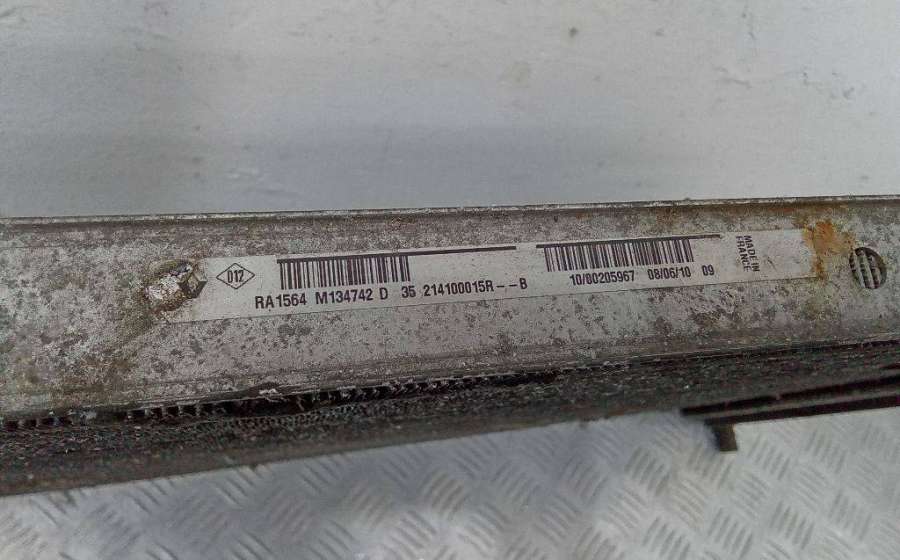 D12
RA1564 M134742 D 35 214100015R--B
10/80205967 08/06/10 09
MADE IN
FRANCE